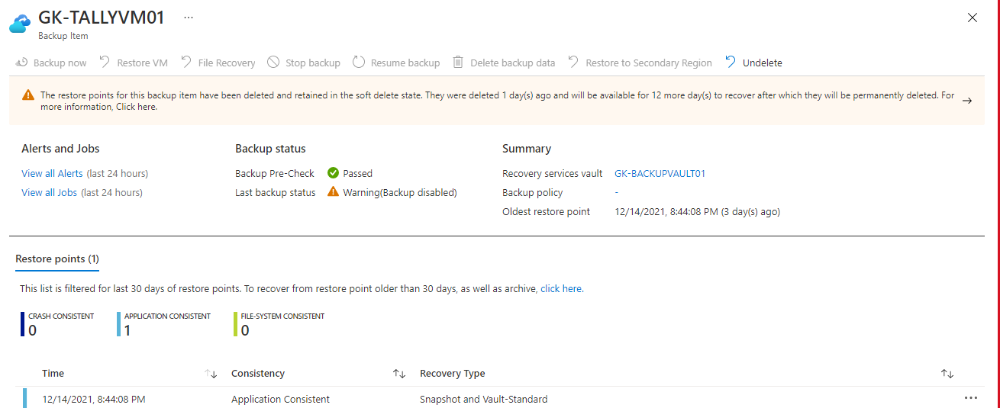 GK-TALLYVM01 ...
Backup Item
Backup now Restore VM File Recovery Stop backup Resume backup Delete backup data Restore to Secondary Region Undelete
The restore points for this backup item have been deleted and retained in the soft delete state. They were deleted 1 day(s) ago and will be available for 12 more day(s) to recover after which they will be permanently deleted. For
more information, Click here.
Alerts and Jobs Backup status Summary
View all Alerts (last 24 hours) Backup Pre-Check Passed Recovery services vault GK-BACKUPVAULT01
View all Jobs (last 24 hours) Last backup status Warning(Backup disabled) Backup policy -
Oldest restore point 12/14/2021, 8:44:08 PM (3 day(s) ago)
Restore points (1)
This list is filtered for last 30 days of restore points. To recover from restore point older than 30 days, as well as archive, click here.
CRASH CONSISTENT APPLICATION CONSISTENT FILE-SYSTEM CONSISTENT
0 1 0
Time Consistency Recovery Type
12/14/2021, 8:44:08 PM Application Consistent Snapshot and Vault-Standard ...